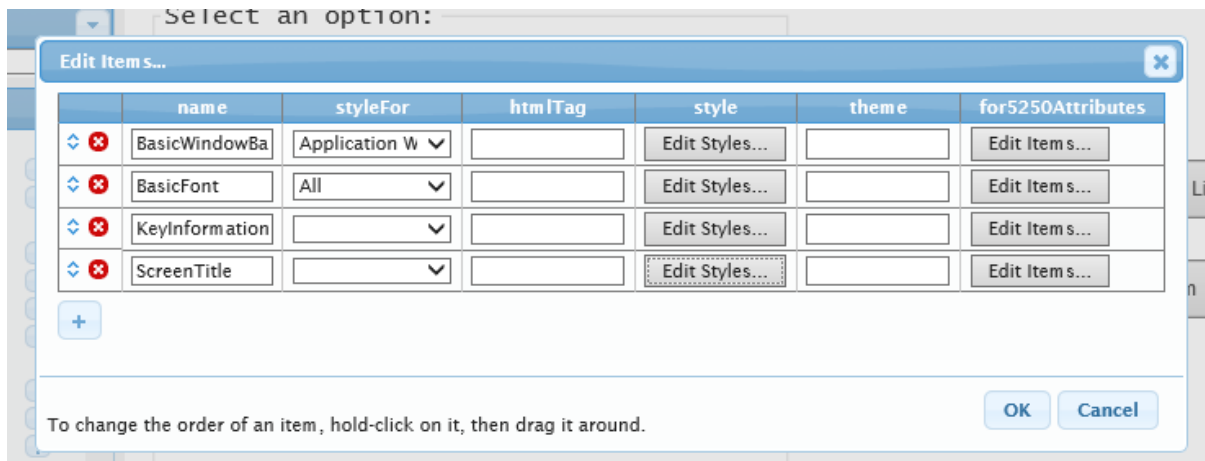 Select an option:
Edit Items...
name styleFor htmlTag style theme for5250Attributes
BasicWindowBa Application W Edit Styles... Edit Items...
BasicFont All Edit Styles... Edit Items...
KeyInformation Edit Styles... Edit Items...
ScreenTitle Edit Styles... Edit Items...
+
OK Cancel
To change the order of an item, hold-click on it, then drag it around.